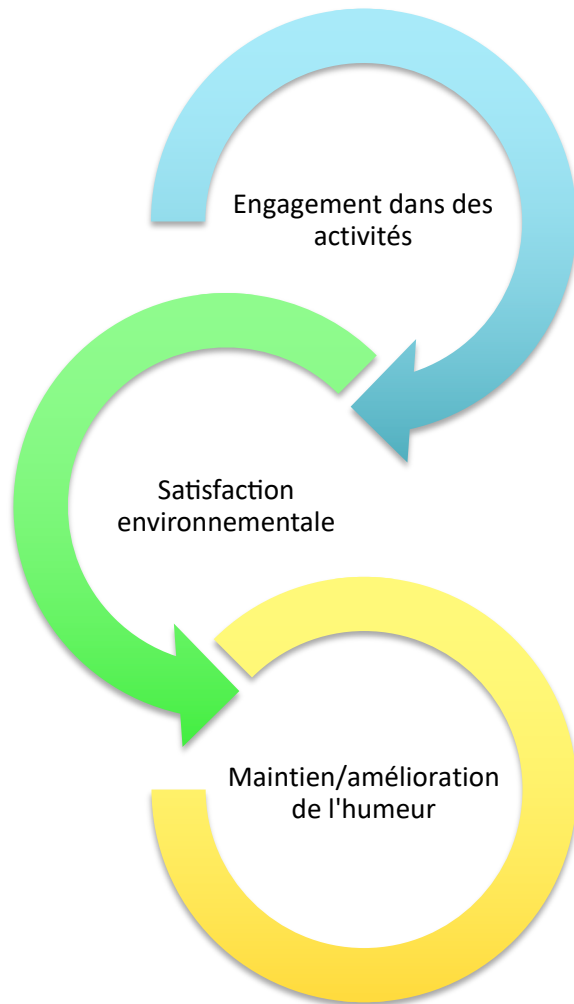 Engagement dans des
activités
Satisfaction
environnementale
Maintien/amélioration
de l'humeur